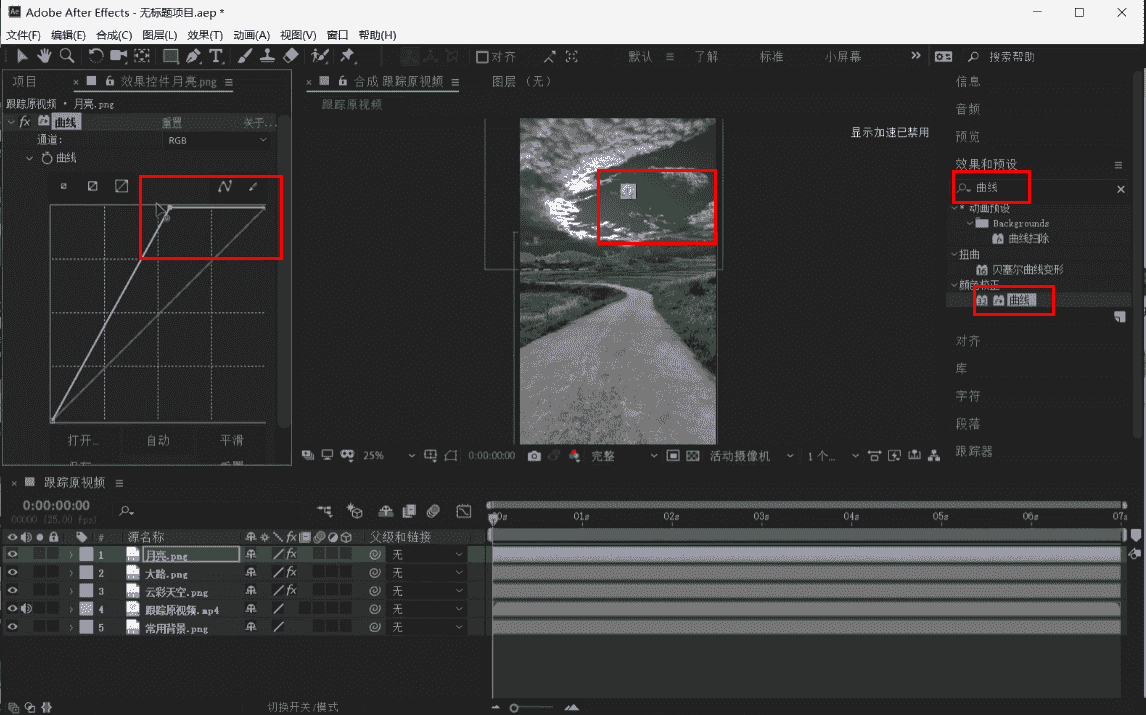 Adobe After Effects - 无标题项目.aep *
文件(F) 编辑(E) 合成(C) 图层(L) 效果(T) 动画(A) 视图(V) 窗口 帮助(H)
对齐 默认 了解 标准 小屏幕 搜索帮助
项目 效果控件 月亮.png
跟踪原视频 • 月亮.png
fx 曲线 重置 关于...
通道: RGB
曲线
打开... 自动 平滑
合成 跟踪原视频 图层 (无)
跟踪原视频
显示加速已禁用
25% 0:00:00:00 完整 活动摄像机 1 个...
信息
音频
预览
效果和预设
曲线
* 动画预设
Backgrounds
曲线扫除
扭曲
贝塞尔曲线变形
颜色校正
曲线
对齐
库
字符
段落
跟踪器
跟踪原视频
0:00:00:00
00000 (25.00 fps)
# 源名称 父级和链接
1 月亮.png 无
2 大路.png 无
3 云彩天空.png 无
4 跟踪原视频.mp4 无
5 常用背景.png 无
01s 02s 03s 04s 05s 06s 07s
切换开关/模式